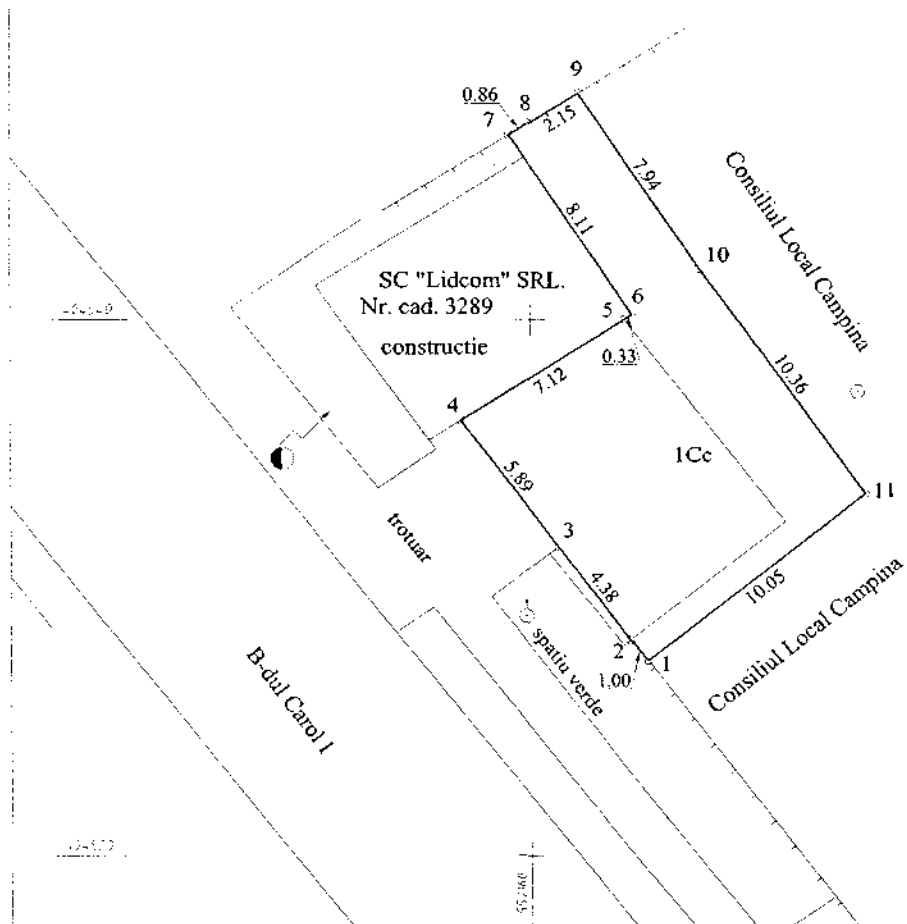 9
0.86
8
7
2.15
Consiliul Local Campina
7.94
8.11
10
SC "Lidcom" SRL.
Nr. cad. 3289
constructie
5
6
0.33
7.12
10.36
4
1Cc
5.89
11
trotuar
3
4.38
10.05
spatiu verde
2
1
1.00
Consiliul Local Campina
B-dul Carol I